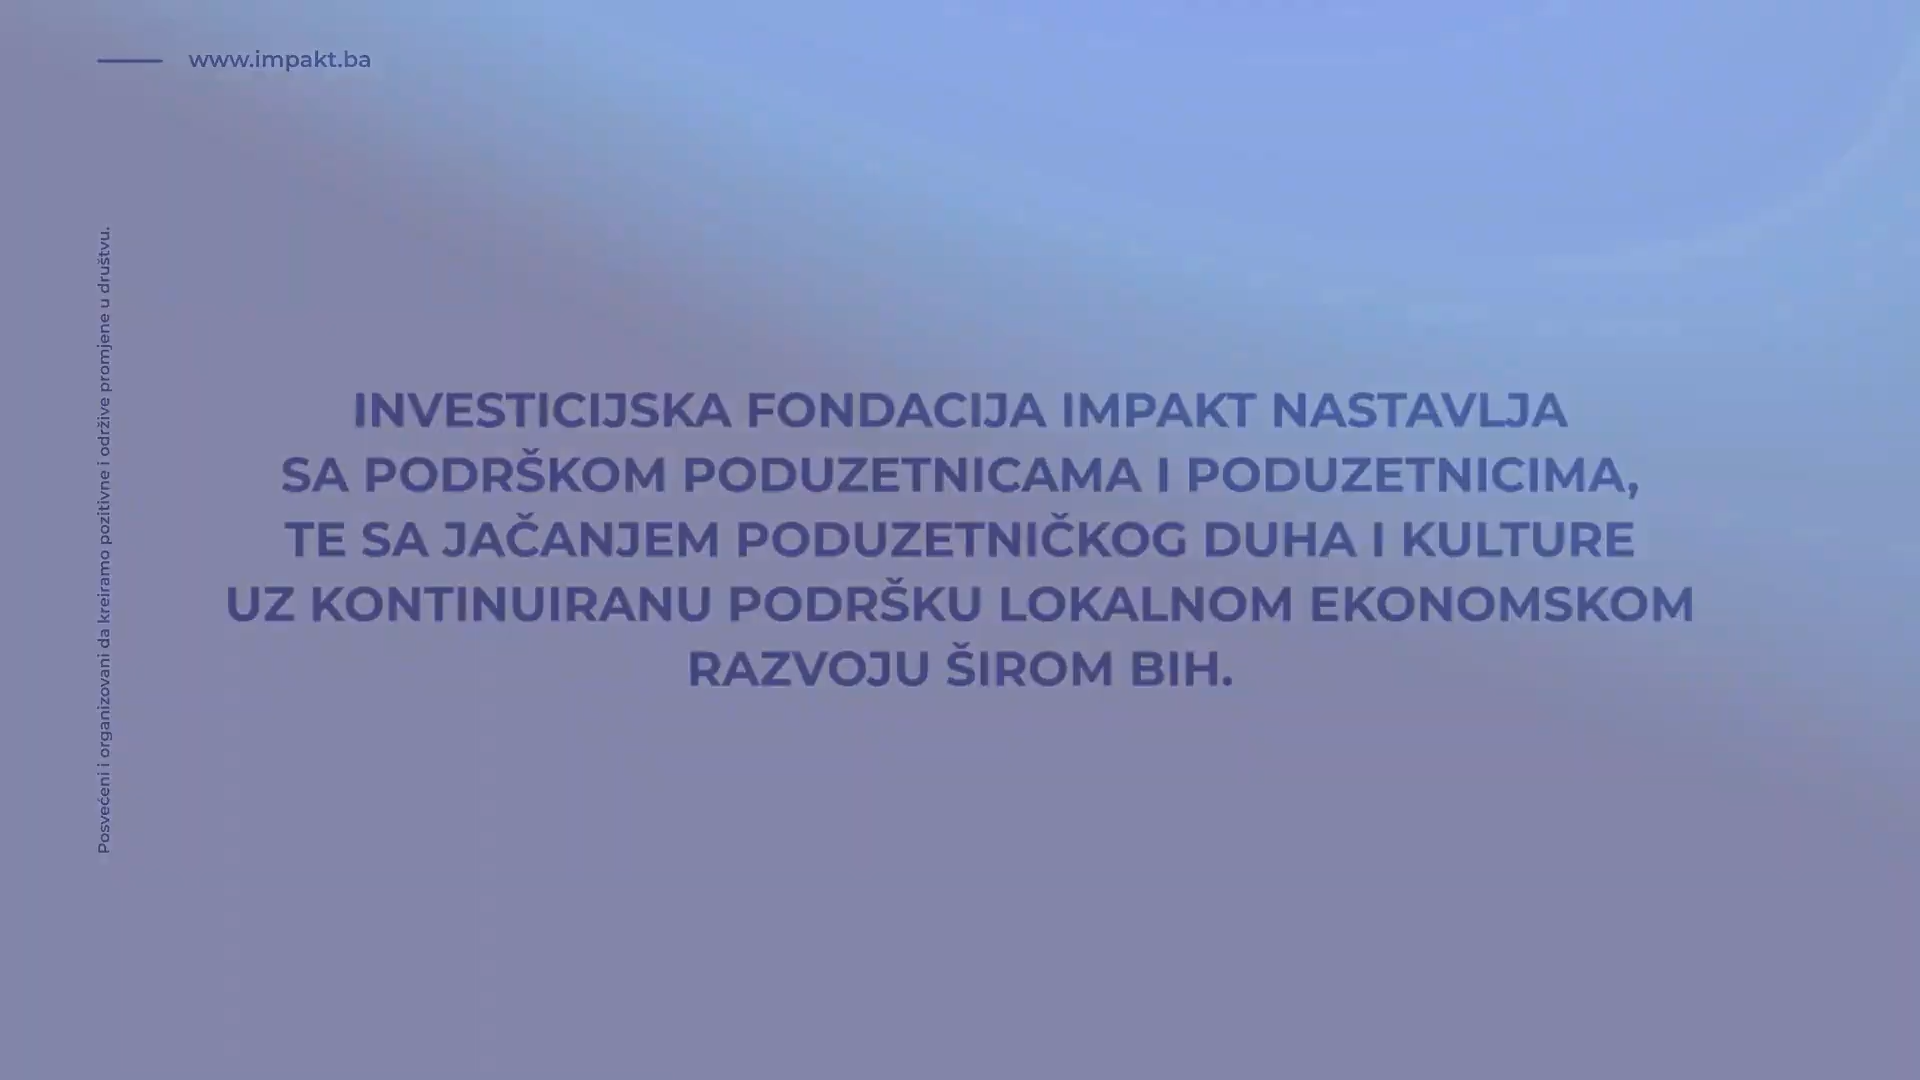 www.impakt.ba
Posvećeni i organizovani da kreiramo pozitivne i održive promjene u društvu.
INVESTICIJSKA FONDACIJA IMPAKT NASTAVLJA
SA PODRŠKOM PODUZETNICAMA I PODUZETNICIMA,
TE SA JAČANJEM PODUZETNIČKOG DUHA I KULTURE
UZ KONTINUIRANU PODRŠKU LOKALNOM EKONOMSKOM
RAZVOJU ŠIROM BIH.